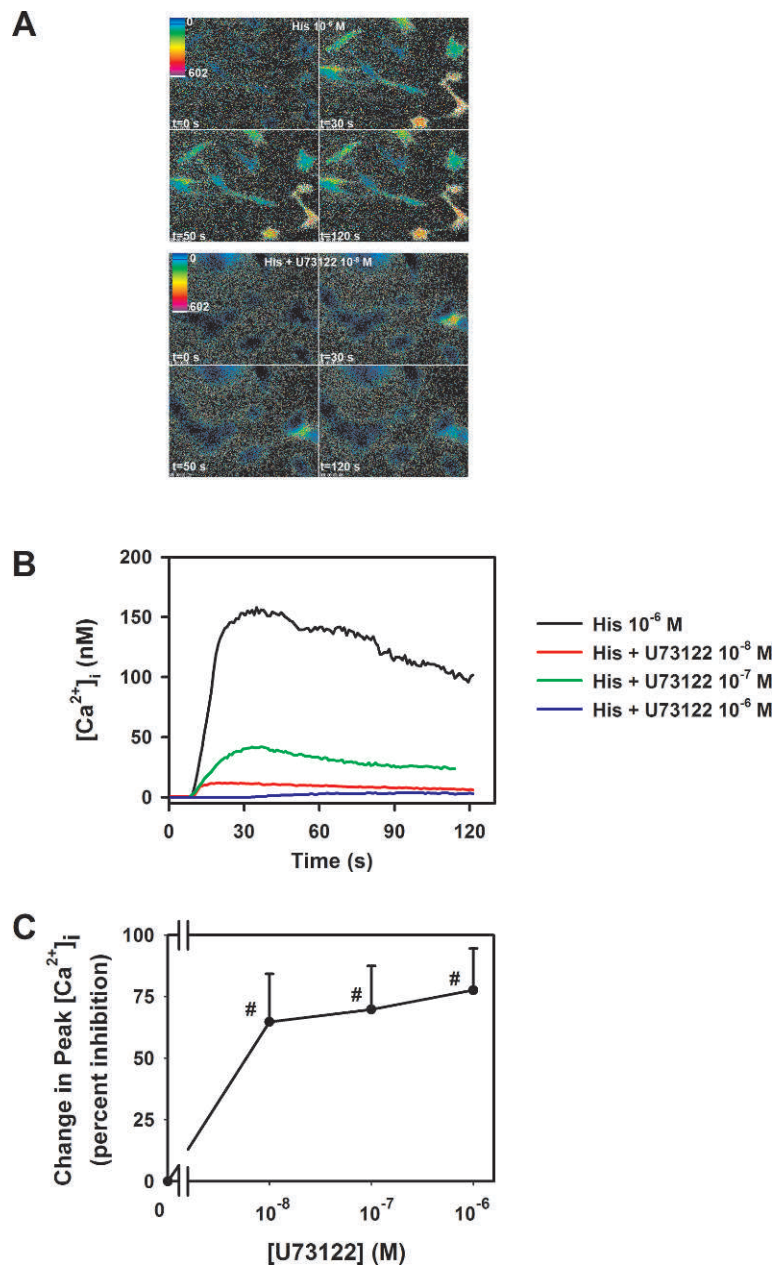 A
0
His 10⁻⁶ M
602
t=0 s
t=30 s
t=50 s
t=120 s
0
His + U73122 10⁻⁸ M
692
t=0 s
t=30 s
t=50 s
t=120 s
B
200
150
100
50
0
[Ca²⁺]ᵢ (nM)
0 30 60 90 120
Time (s)
His 10⁻⁶ M
His + U73122 10⁻⁸ M
His + U73122 10⁻⁷ M
His + U73122 10⁻⁶ M
C
Change in Peak [Ca²⁺]ᵢ
(percent inhibition)
100
75
50
25
0
# # #
0 10⁻⁸ 10⁻⁷ 10⁻⁶
[U73122] (M)